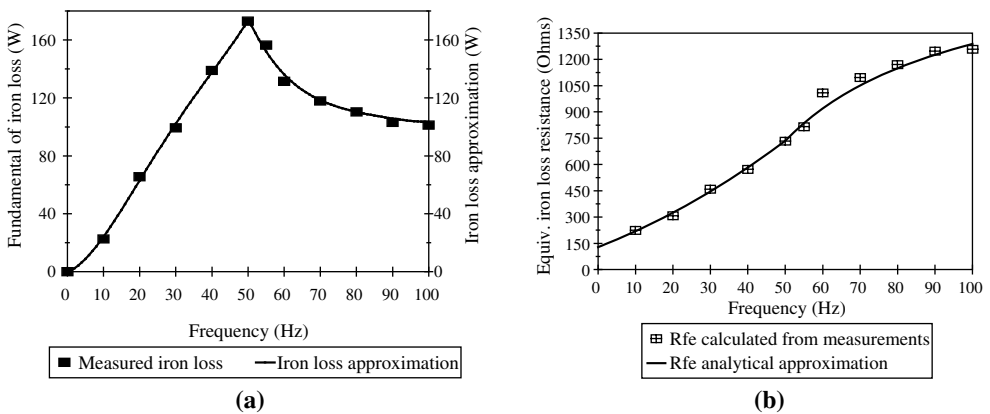 Fundamental of iron loss (W)
160
120
80
40
0
160
120
80
40
0
Iron loss approximation (W)
0 10 20 30 40 50 60 70 80 90 100
Frequency (Hz)
Measured iron loss Iron loss approximation
(a)
Equiv. iron loss resistance (Ohms)
1350
1200
1050
900
750
600
450
300
150
0
0 10 20 30 40 50 60 70 80 90 100
Frequency (Hz)
Rfe calculated from measurements
Rfe analytical approximation
(b)